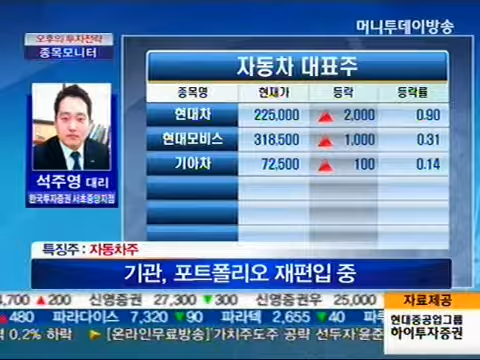 오후의 투자전략
종목모니터
머니투데이방송
자동차 대표주
종목명 현재가 등락 등락률
현대차 225,000 ▲ 2,000 0.90
현대모비스 318,500 ▲ 1,000 0.31
기아차 72,500 ▲ 100 0.14
석주영 대리
한국투자증권 서초중앙지점
특징주 : 자동차주
기관, 포트폴리오 재편입 중
4,700 ▲200 신영증권 27,300 ▼300 신영증권우 25,000
▲480 파라다이스 7,320 ▼90 파라텍 2,655 ▼40 파루
0.2% 하락 ▶ [온라인무료방송]'가치주도주 공략 선두자'윤준
자료제공
현대중공업그룹
하이투자증권